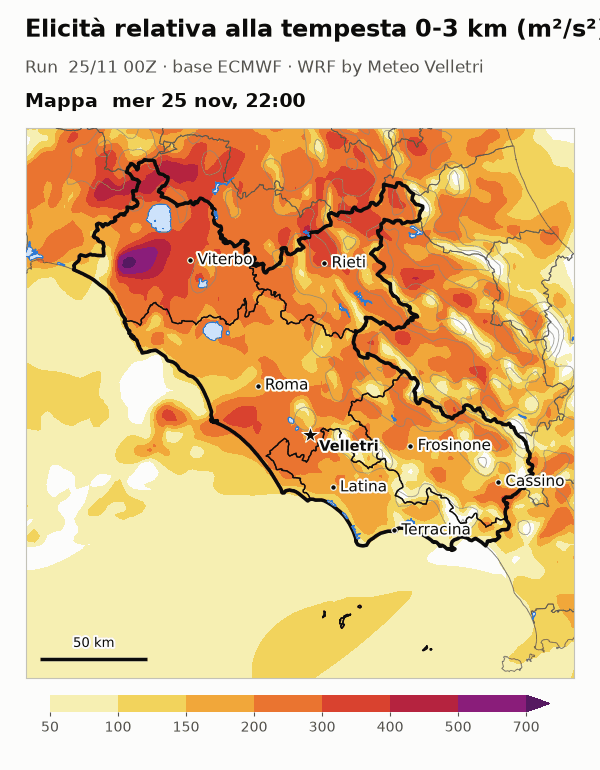 Elicità relativa alla tempesta 0-3 km (m²/s²)
Run  25/11 00Z · base ECMWF · WRF by Meteo Velletri
Mappa  mer 25 nov, 22:00
Viterbo
Rieti
Roma
Velletri
Frosinone
Cassino
Latina
Terracina
50 km
50 100 150 200 300 400 500 700